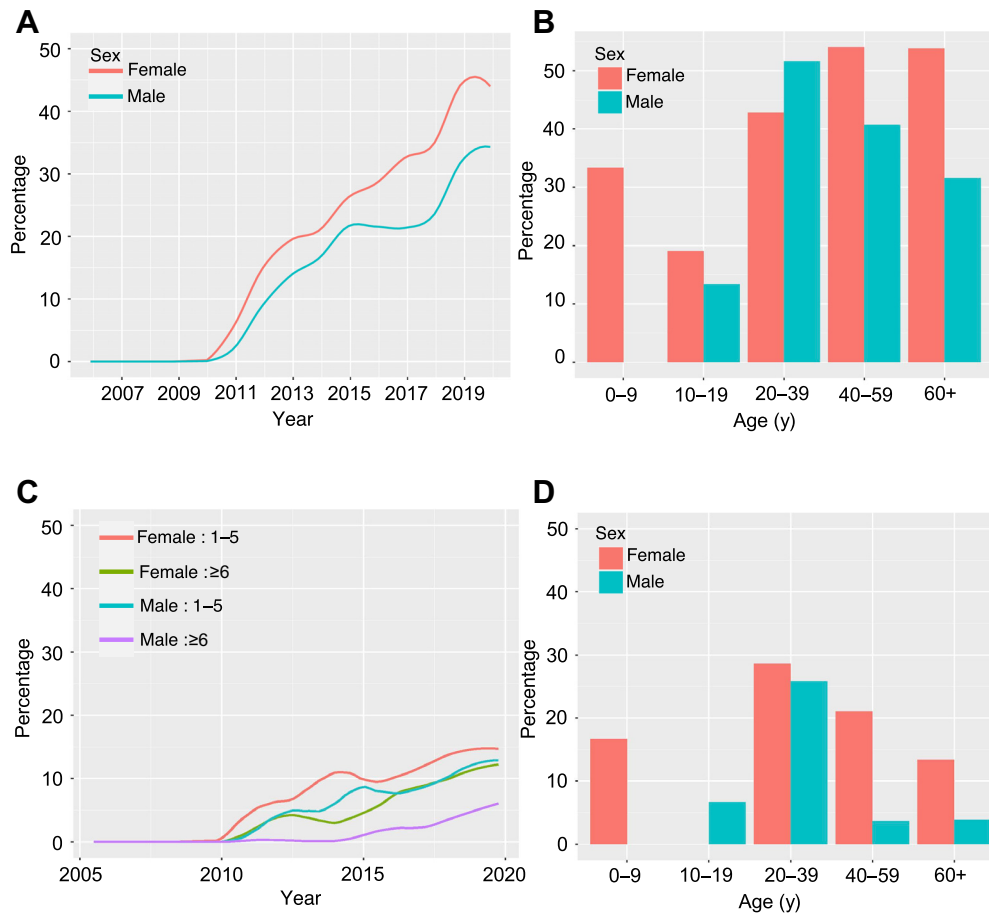 A
Sex
Female
Male
Percentage
50
40
30
20
10
0
2007 2009 2011 2013 2015 2017 2019
Year
B
Sex
Female
Male
Percentage
50
40
30
20
10
0
0–9 10–19 20–39 40–59 60+
Age (y)
C
Female : 1–5
Female :≥6
Male : 1–5
Male :≥6
Percentage
50
40
30
20
10
0
2005 2010 2015 2020
Year
D
Sex
Female
Male
Percentage
50
40
30
20
10
0
0–9 10–19 20–39 40–59 60+
Age (y)